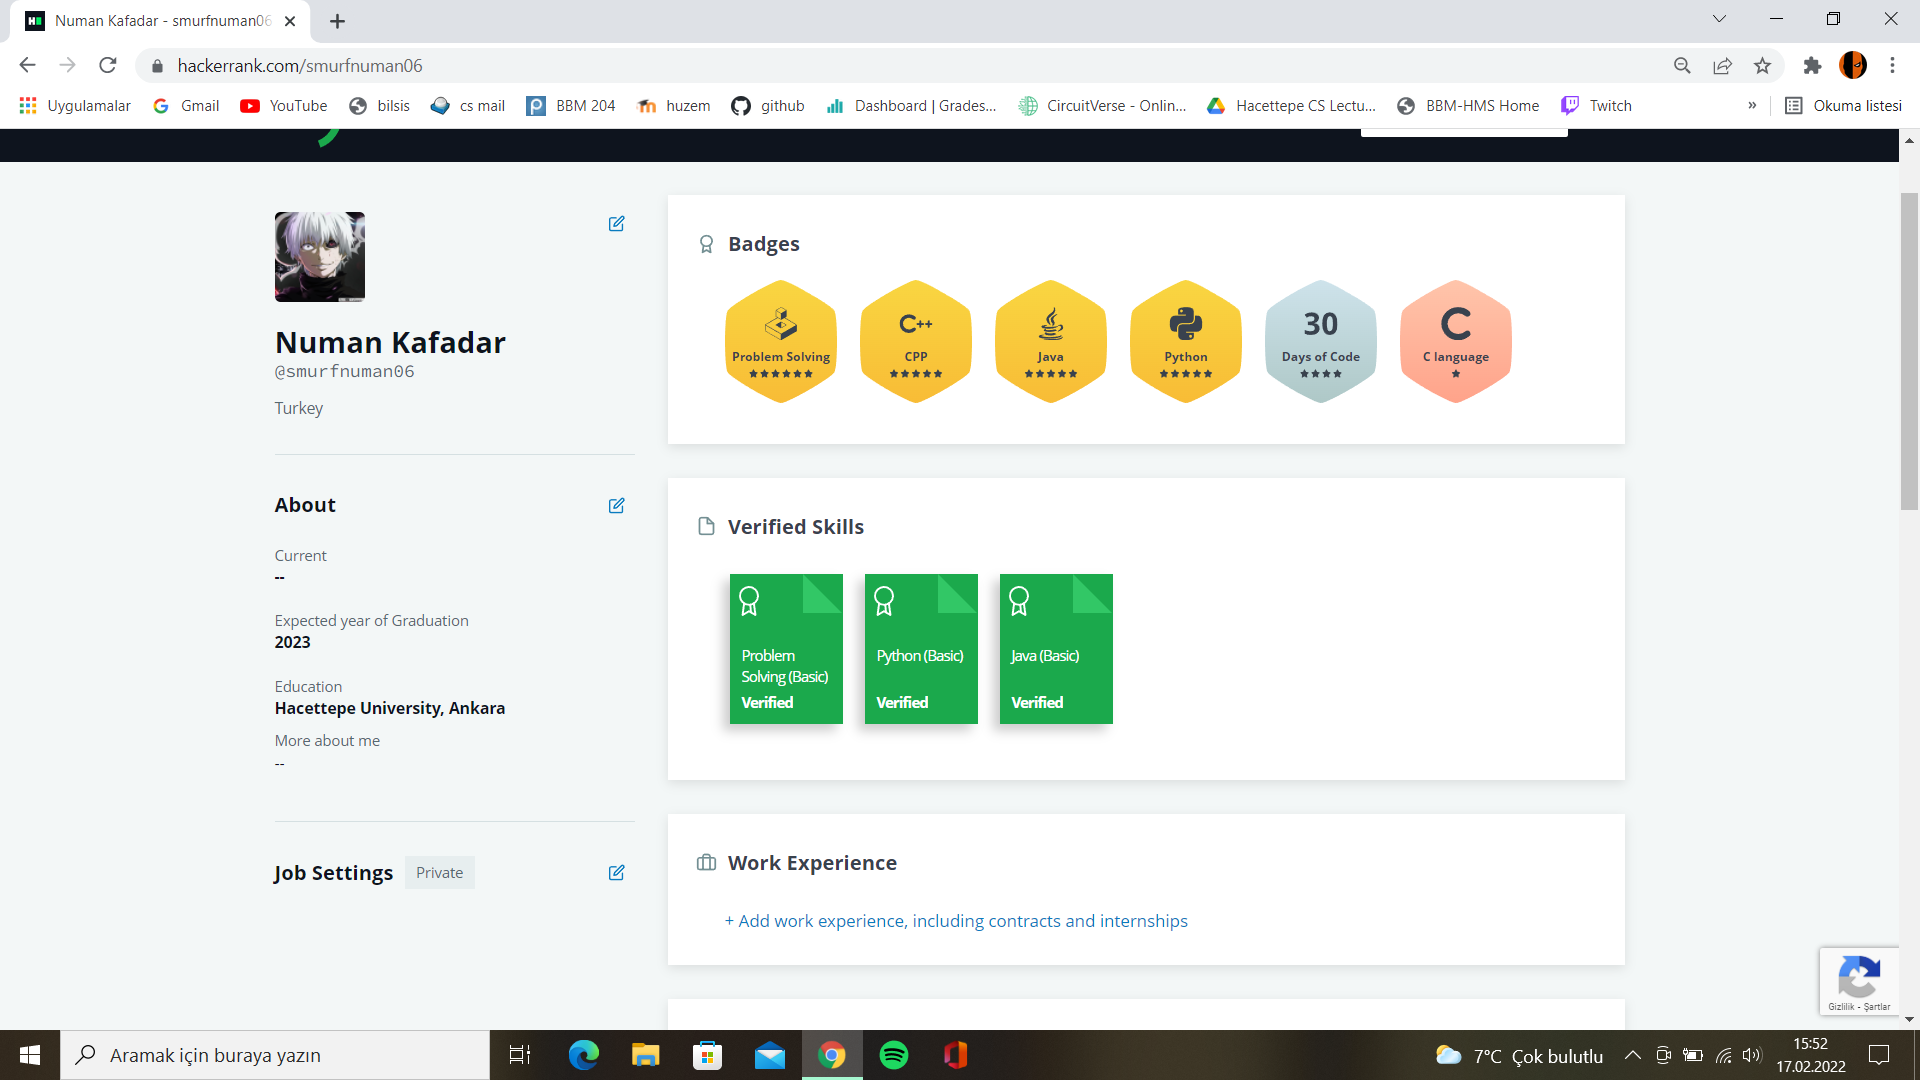 Numan Kafadar - smurfnuman06
hackerrank.com/smurfnuman06
Uygulamalar Gmail YouTube bilsis cs mail BBM 204 huzem github Dashboard | Grades... CircuitVerse - Onlin... Hacettepe CS Lectu... BBM-HMS Home Twitch » Okuma listesi
Numan Kafadar
@smurfnuman06
Turkey
About
Current
--
Expected year of Graduation
2023
Education
Hacettepe University, Ankara
More about me
--
Job Settings Private
Badges
Problem Solving
C++
CPP
Java
Python
30
Days of Code
C
C language
Verified Skills
Problem
Solving (Basic)
Verified
Python (Basic)
Verified
Java (Basic)
Verified
Work Experience
+ Add work experience, including contracts and internships
Gizlilik - Şartlar
Aramak için buraya yazın
7°C Çok bulutlu
15:52
17.02.2022